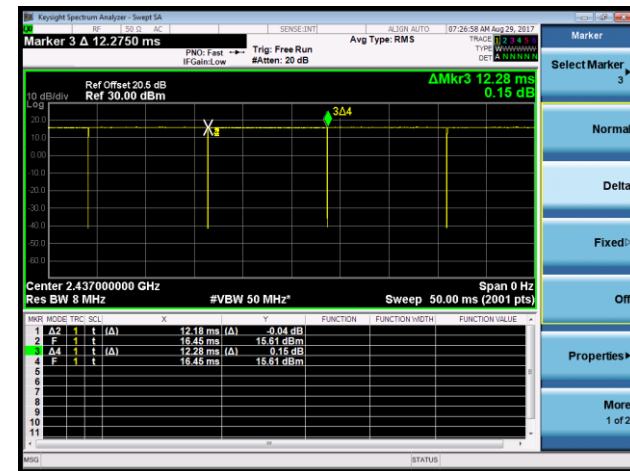 Keysight Spectrum Analyzer - Swept SA
RF 50 Ω AC SENSE:INT ALIGN AUTO 07:26:58 AM Aug 29, 2017
Marker 3 Δ 12.2750 ms
PNO: Fast Trig: Free Run
IFGain:Low #Atten: 20 dB
Avg Type: RMS
TRACE 1 2 3 4 5 6
TYPE WWWWWW
DET A N N N N N
Ref Offset 20.5 dB
10 dB/div Ref 30.00 dBm
ΔMkr3 12.28 ms
0.15 dB
Log
20.0
10.0
0.00
-10.0
-20.0
-30.0
-40.0
-50.0
-60.0
3Δ4
Center 2.437000000 GHz Span 0 Hz
Res BW 8 MHz #VBW 50 MHz* Sweep 50.00 ms (2001 pts)
MKR MODE TRC SCL X Y FUNCTION FUNCTION WIDTH FUNCTION VALUE
1 Δ2 1 t (Δ) 12.18 ms (Δ) -0.04 dB
2 F 1 t 16.45 ms 15.61 dBm
3 Δ4 1 t (Δ) 12.28 ms (Δ) 0.15 dB
4 F 1 t 16.45 ms 15.61 dBm
5
6
7
8
9
10
11
MSG STATUS
Marker
Select Marker
3
Normal
Delta
Fixed
Off
Properties
More
1 of 2